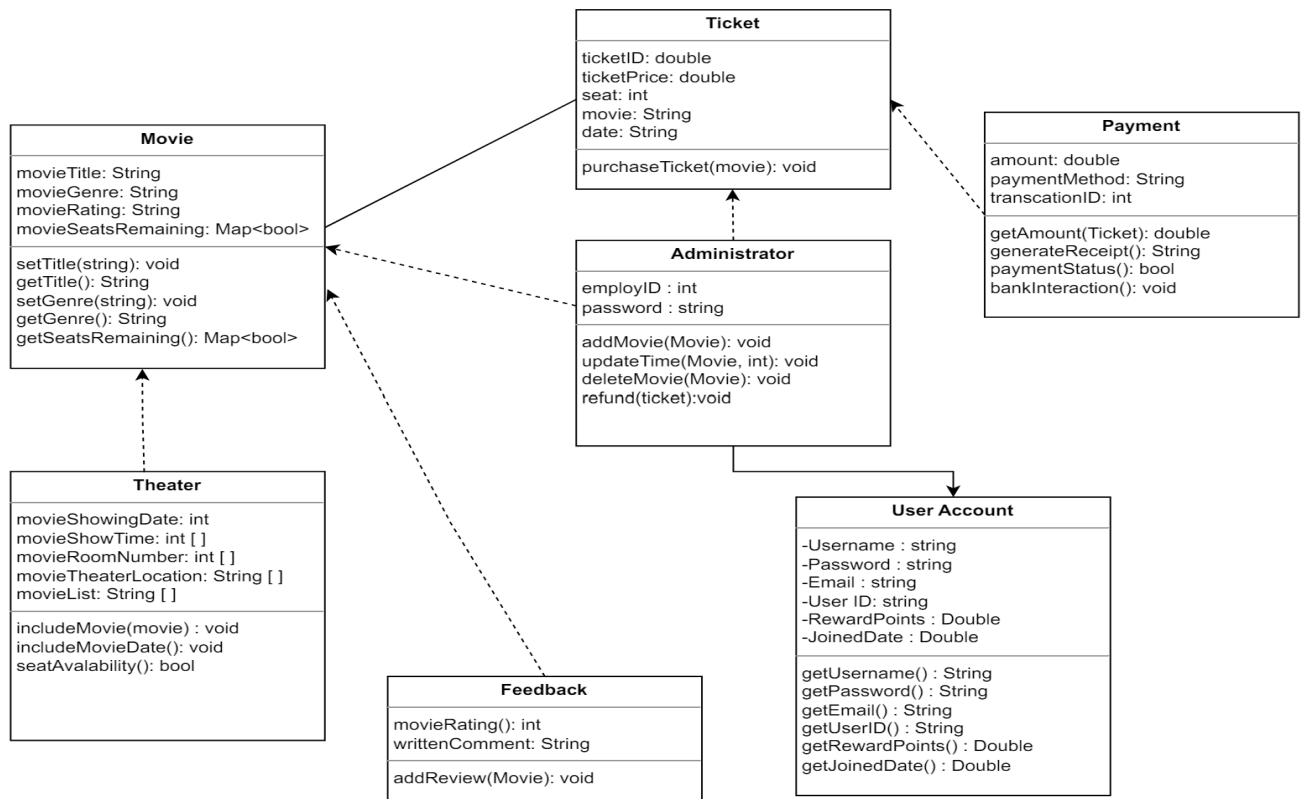 Ticket
ticketID: double
ticketPrice: double
seat: int
movie: String
date: String
purchaseTicket(movie): void
Movie
movieTitle: String
movieGenre: String
movieRating: String
movieSeatsRemaining: Map<bool>
setTitle(string): void
getTitle(): String
setGenre(string): void
getGenre(): String
getSeatsRemaining(): Map<bool>
Payment
amount: double
paymentMethod: String
transcationID: int
getAmount(Ticket): double
generateReceipt(): String
paymentStatus(): bool
bankInteraction(): void
Administrator
employID : int
password : string
addMovie(Movie): void
updateTime(Movie, int): void
deleteMovie(Movie): void
refund(ticket):void
Theater
movieShowingDate: int
movieShowTime: int [ ]
movieRoomNumber: int [ ]
movieTheaterLocation: String [ ]
movieList: String [ ]
includeMovie(movie) : void
includeMovieDate(): void
seatAvalability(): bool
User Account
-Username : string
-Password : string
-Email : string
-User ID: string
-RewardPoints : Double
-JoinedDate : Double
getUsername() : String
getPassword() : String
getEmail() : String
getUserID() : String
getRewardPoints() : Double
getJoinedDate() : Double
Feedback
movieRating(): int
writtenComment: String
addReview(Movie): void